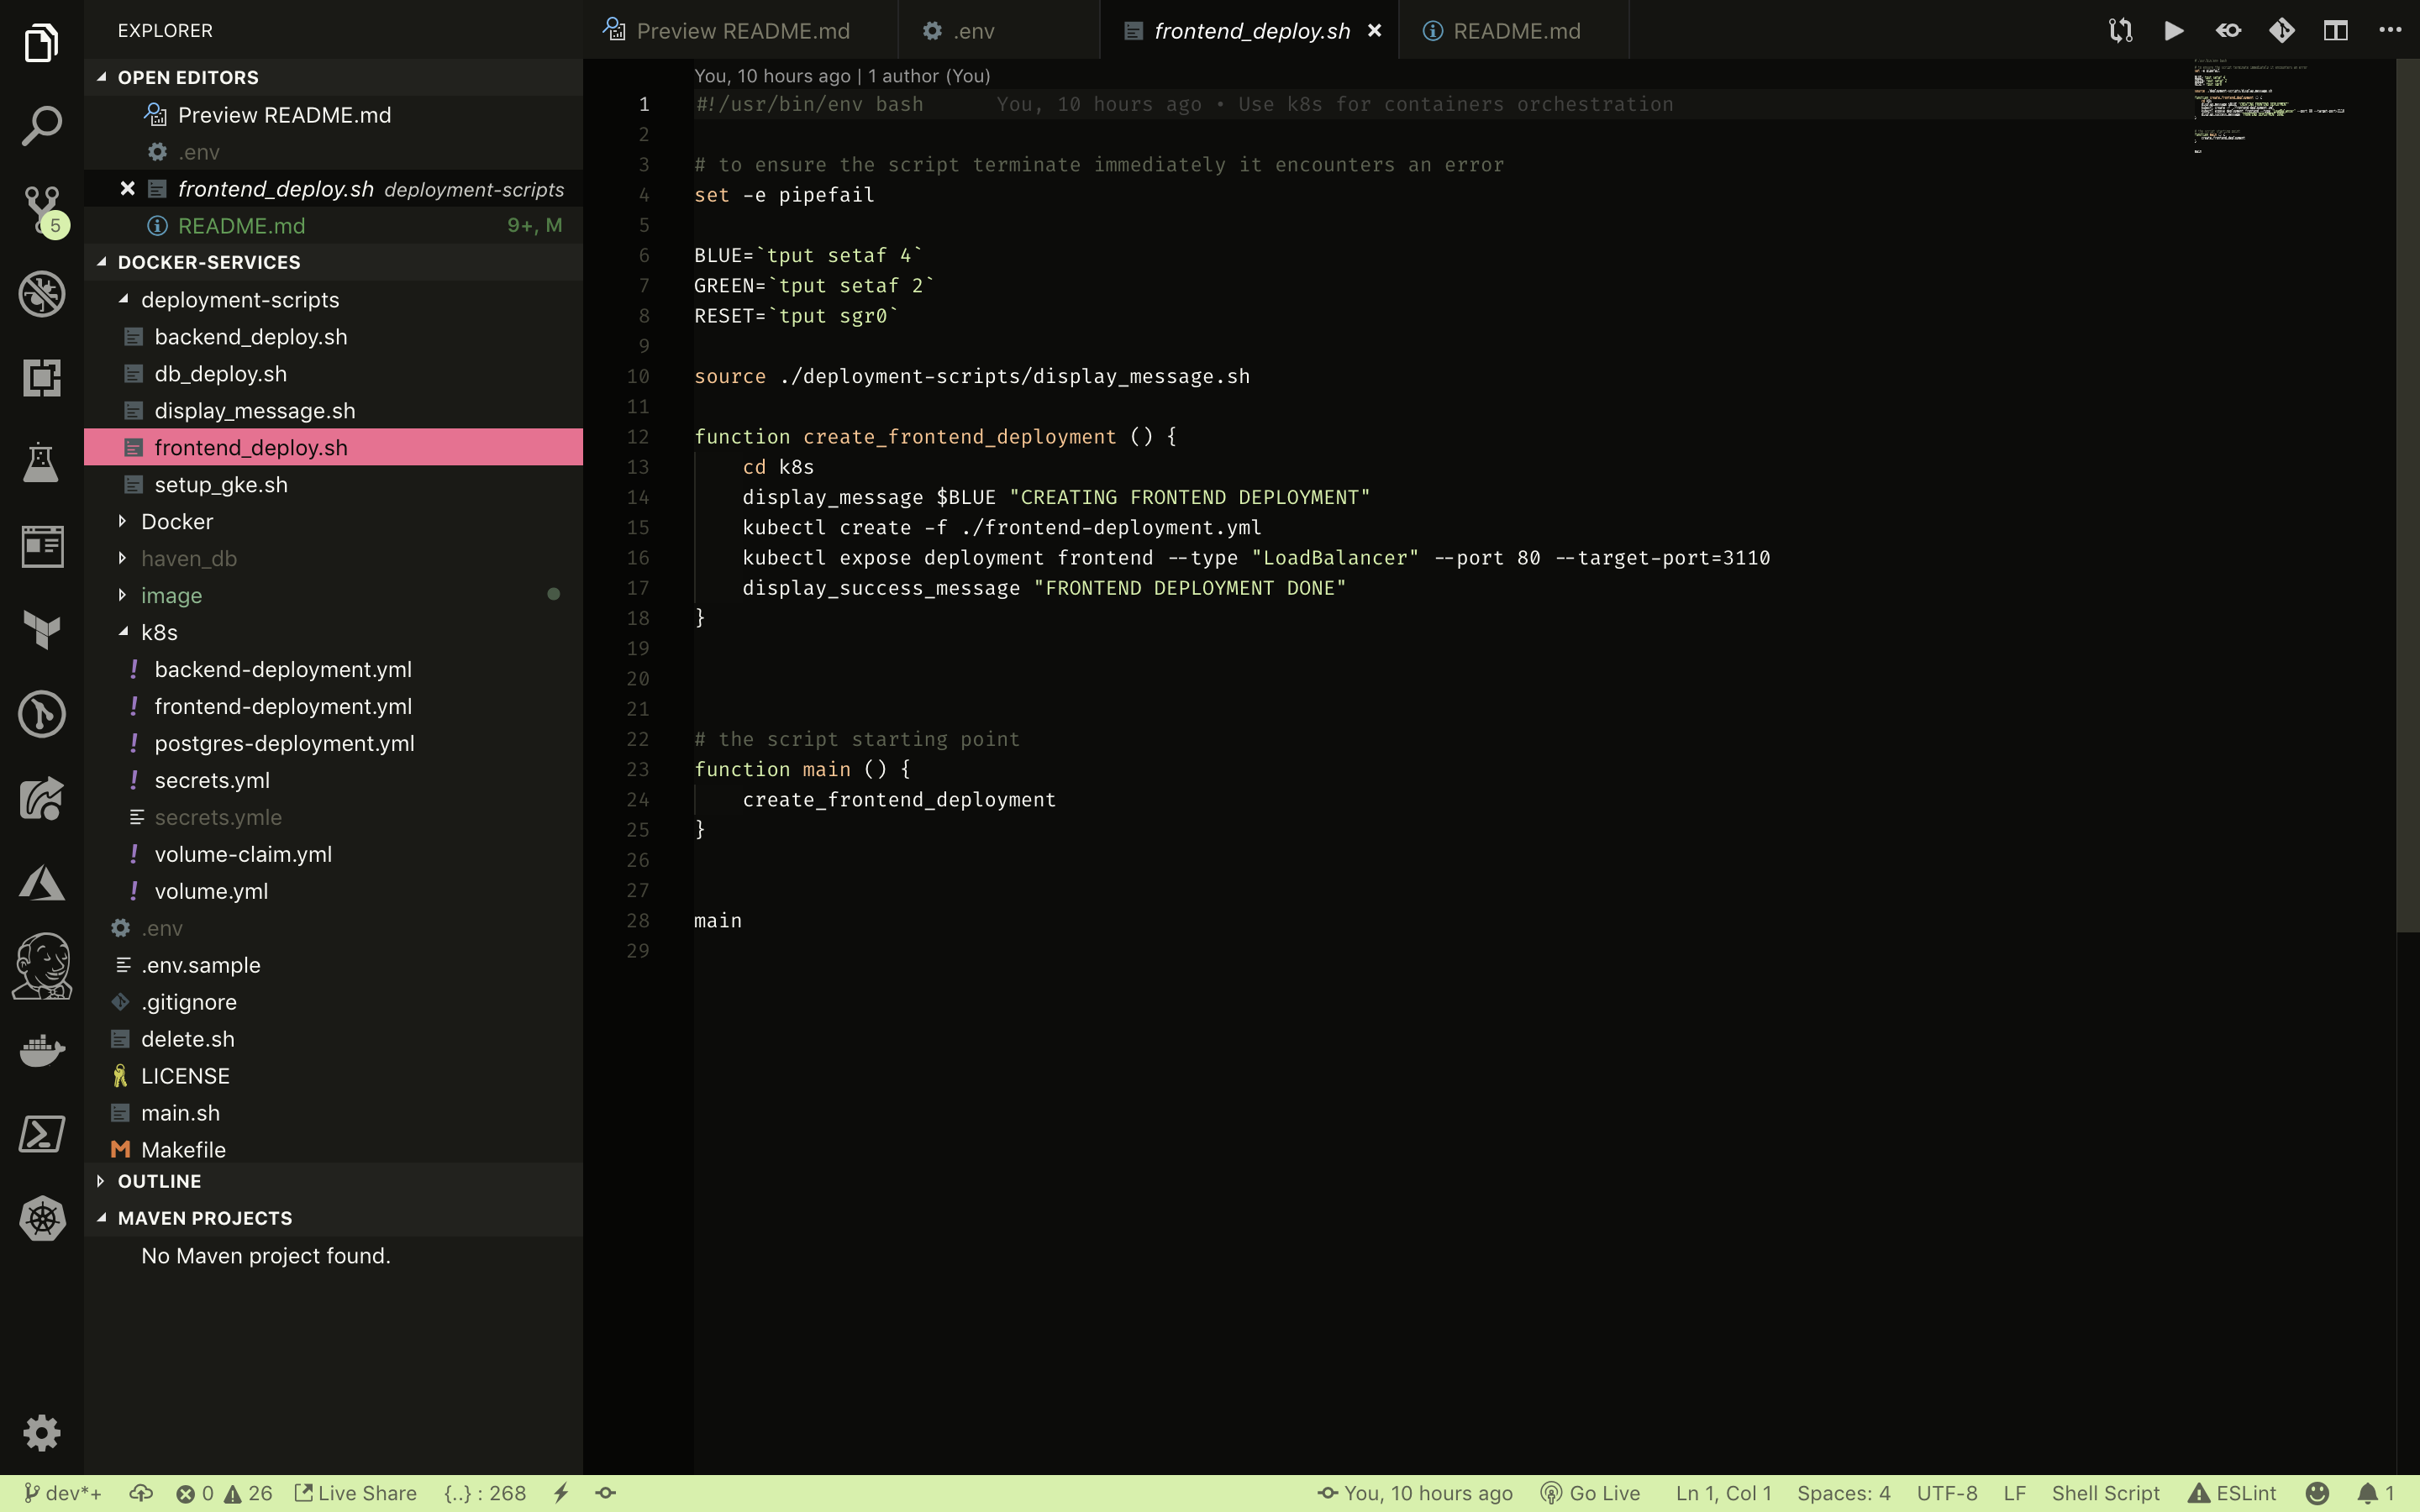 EXPLORER
OPEN EDITORS
Preview README.md
.env
frontend_deploy.sh deployment-scripts
README.md 9+, M
5
DOCKER-SERVICES
deployment-scripts
backend_deploy.sh
db_deploy.sh
display_message.sh
frontend_deploy.sh
setup_gke.sh
Docker
haven_db
image
k8s
! backend-deployment.yml
! frontend-deployment.yml
! postgres-deployment.yml
! secrets.yml
secrets.ymle
! volume-claim.yml
! volume.yml
.env
.env.sample
.gitignore
delete.sh
LICENSE
main.sh
M Makefile
OUTLINE
MAVEN PROJECTS
No Maven project found.
Preview README.md .env frontend_deploy.sh README.md
You, 10 hours ago | 1 author (You)
1 #!/usr/bin/env bash You, 10 hours ago • Use k8s for containers orchestration
2
3 # to ensure the script terminate immediately it encounters an error
4 set -e pipefail
5
6 BLUE=`tput setaf 4`
7 GREEN=`tput setaf 2`
8 RESET=`tput sgr0`
9
10 source ./deployment-scripts/display_message.sh
11
12 function create_frontend_deployment () {
13 cd k8s
14 display_message $BLUE "CREATING FRONTEND DEPLOYMENT"
15 kubectl create -f ./frontend-deployment.yml
16 kubectl expose deployment frontend --type "LoadBalancer" --port 80 --target-port=3110
17 display_success_message "FRONTEND DEPLOYMENT DONE"
18 }
19
20
21
22 # the script starting point
23 function main () {
24 create_frontend_deployment
25 }
26
27
28 main
29
dev*+ 0 26 Live Share {..} : 268 You, 10 hours ago Go Live Ln 1, Col 1 Spaces: 4 UTF-8 LF Shell Script ESLint 1